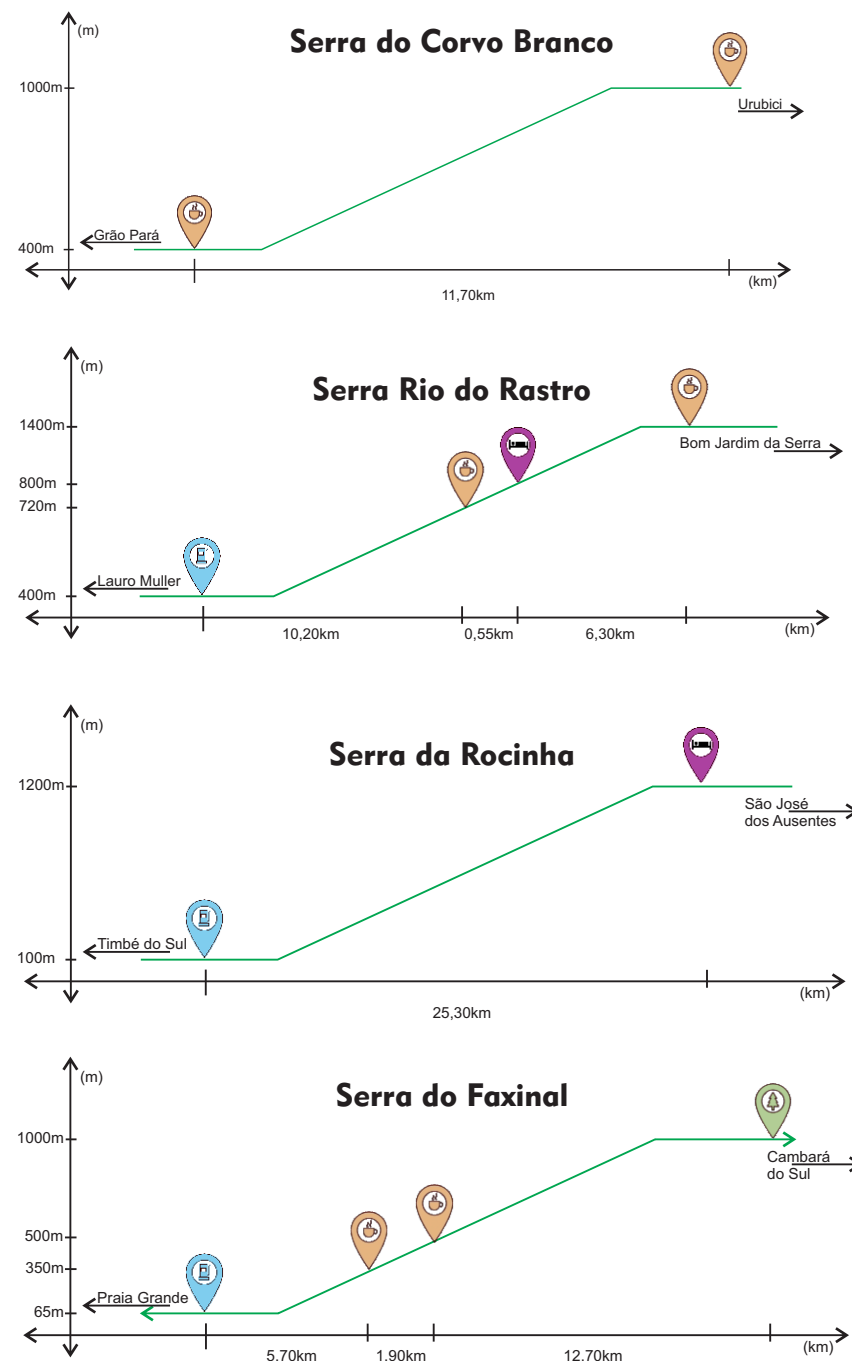 (m)
Serra do Corvo Branco
1000m
Urubici
Grão Pará
400m
(km)
11,70km
(m)
Serra Rio do Rastro
1400m
Bom Jardim da Serra
800m
720m
Lauro Muller
400m
10,20km
0,55km
6,30km
(km)
(m)
Serra da Rocinha
1200m
São José
dos Ausentes
Timbé do Sul
100m
(km)
25,30km
(m)
Serra do Faxinal
1000m
Cambará
do Sul
500m
350m
Praia Grande
65m
(km)
5.70km
1.90km
12.70km